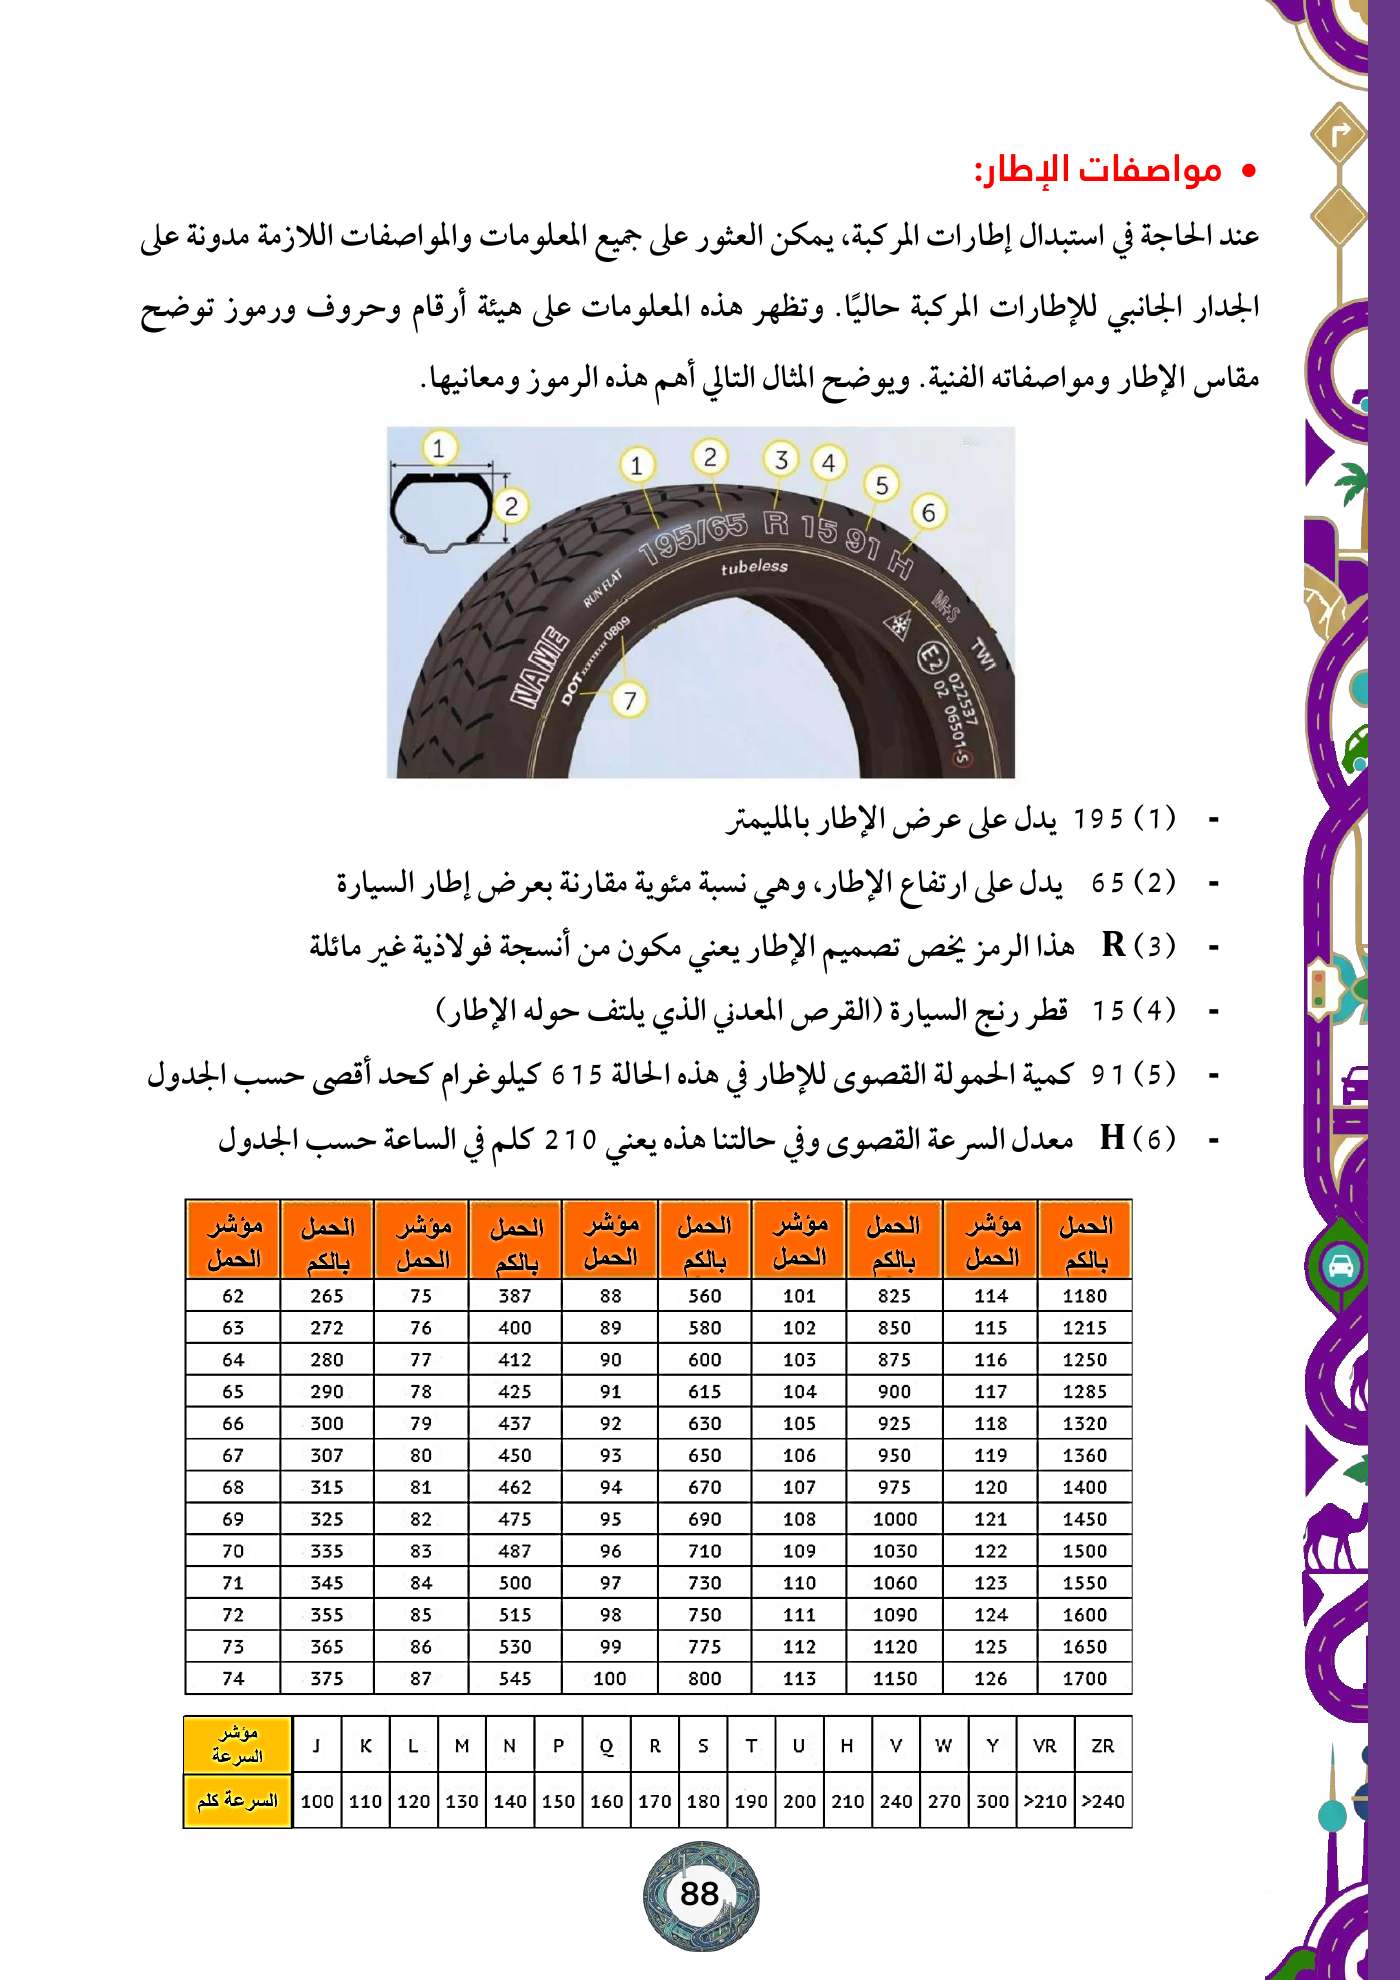 • مواصفات الإطار:
عند الحاجة في استبدال إطارات المركبة، يمكن العثور على جميع المعلومات والمواصفات اللازمة مدونة على
الجدار الجانبي للإطارات المركبة حاليًا. وتظهر هذه المعلومات على هيئة أرقام وحروف ورموز توضح
مقاس الإطار ومواصفاته الفنية. ويوضح المثال التالي أهم هذه الرموز ومعانيها.
1
2
1 2 3 4 5 6
195/65 R 15 91 H
tubeless
RUN FLAT
M+S
TWI
NAME
DOT........0809
7
E2
022537
02 06501-S
- (1) 195 يدل على عرض الإطار بالمليمتر
- (2) 65 يدل على ارتفاع الإطار، وهي نسبة مئوية مقارنة بعرض إطار السيارة
- (3) R هذا الرمز يخص تصميم الإطار يعني مكون من أنسجة فولاذية غير مائلة
- (4) 15 قطر رنج السيارة (القرص المعدني الذي يلتف حوله الإطار)
- (5) 91 كمية الحمولة القصوى للإطار في هذه الحالة 615 كيلوغرام كحد أقصى حسب الجدول
- (6) H معدل السرعة القصوى وفي حالتنا هذه يعني 210 كلم في الساعة حسب الجدول
مؤشر الحمل الحمل بالكم مؤشر الحمل الحمل بالكم مؤشر الحمل الحمل بالكم مؤشر الحمل الحمل بالكم مؤشر الحمل الحمل بالكم
62 265 75 387 88 560 101 825 114 1180
63 272 76 400 89 580 102 850 115 1215
64 280 77 412 90 600 103 875 116 1250
65 290 78 425 91 615 104 900 117 1285
66 300 79 437 92 630 105 925 118 1320
67 307 80 450 93 650 106 950 119 1360
68 315 81 462 94 670 107 975 120 1400
69 325 82 475 95 690 108 1000 121 1450
70 335 83 487 96 710 109 1030 122 1500
71 345 84 500 97 730 110 1060 123 1550
72 355 85 515 98 750 111 1090 124 1600
73 365 86 530 99 775 112 1120 125 1650
74 375 87 545 100 800 113 1150 126 1700
مؤشر السرعة J K L M N P Q R S T U H V W Y VR ZR
السرعة كلم 100 110 120 130 140 150 160 170 180 190 200 210 240 270 300 >210 >240
88